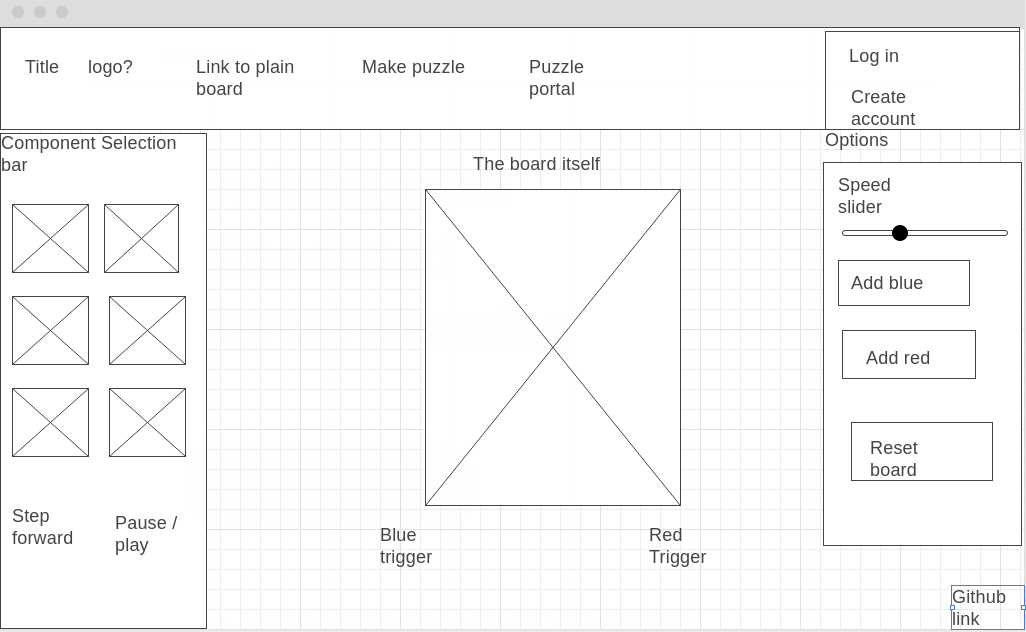 Title
logo?
Link to plain
board
Make puzzle
Puzzle
portal
Log in
Create
account
Component Selection
bar
Step
forward
Pause /
play
The board itself
Blue
trigger
Red
Trigger
Options
Speed
slider
Add blue
Add red
Reset
board
Github
link